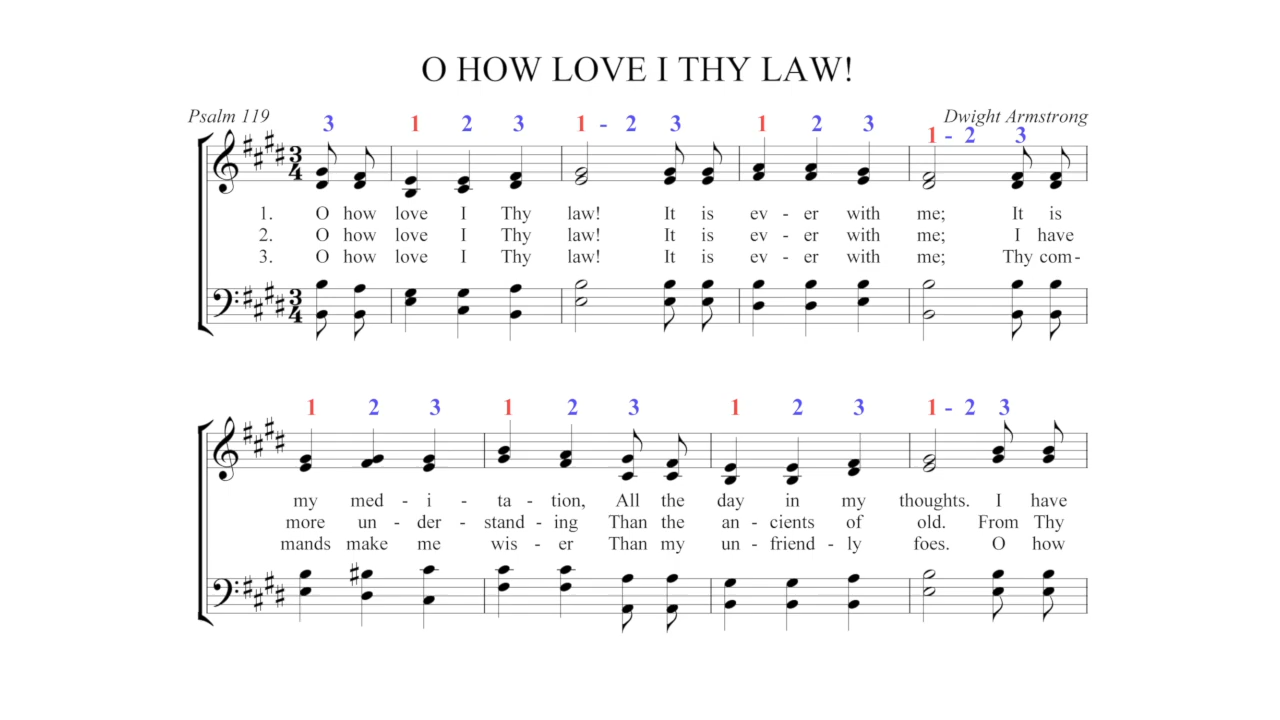 O HOW LOVE I THY LAW!
Psalm 119 Dwight Armstrong
3 1 2 3 1 - 2 3 1 2 3 1 - 2 3
3
4
1. O how love I Thy law! It is ev - er with me; It is
2. O how love I Thy law! It is ev - er with me; I have
3. O how love I Thy law! It is ev - er with me; Thy com-
3
4
1 2 3 1 2 3 1 2 3 1 - 2 3
my med - i - ta - tion, All the day in my thoughts. I have
more un - der - stand - ing Than the an - cients of old. From Thy
mands make me wis - er Than my un - friend - ly foes. O how